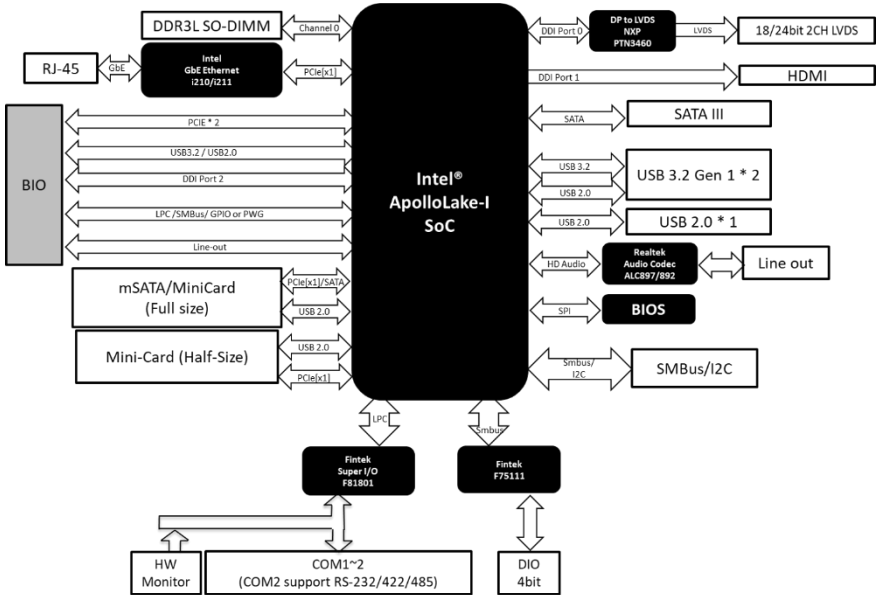 DDR3L SO-DIMM
Channel 0
DDI Port 0
DP to LVDS
NXP
PTN3460
LVDS
18/24bit 2CH LVDS
RJ-45
GbE
Intel
GbE Ethernet
i210/i211
PCIe[x1]
DDI Port 1
HDMI
BIO
PCIE * 2
USB3.2 / USB2.0
DDI Port 2
LPC /SMBus/ GPIO or PWG
Line-out
Intel®
ApolloLake-I
SoC
SATA
SATA III
USB 3.2
USB 2.0
USB 3.2 Gen 1 * 2
USB 2.0
USB 2.0 * 1
HD Audio
Realtek
Audio Codec
ALC897/892
Line out
mSATA/MiniCard
(Full size)
PCIe[x1]/SATA
USB 2.0
SPI
BIOS
Mini-Card (Half-Size)
USB 2.0
PCIe[x1]
Smbus/
I2C
SMBus/I2C
LPC
Smbus
Fintek
Super I/O
F81801
Fintek
F75111
HW
Monitor
COM1~2
(COM2 support RS-232/422/485)
DIO
4bit